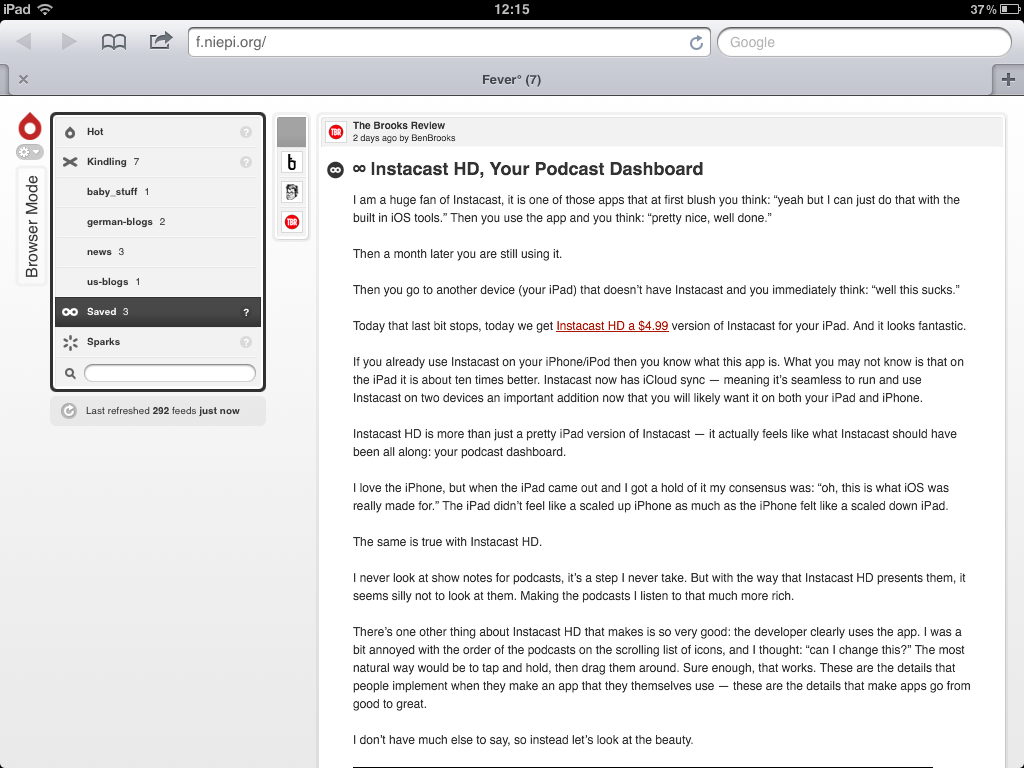 iPad 12:15 37%
f.niepi.org/ Google
Fever° (7)
Browser Mode
Hot ?
Kindling 7 ?
baby_stuff 1
german-blogs 2
news 3
us-blogs 1
Saved 3 ?
Sparks ?
Last refreshed 292 feeds just now
b
TBR
TBR
The Brooks Review
2 days ago by BenBrooks
∞ Instacast HD, Your Podcast Dashboard
I am a huge fan of Instacast, it is one of those apps that at first blush you think: “yeah but I can just do that with the
built in iOS tools.” Then you use the app and you think: “pretty nice, well done.”
Then a month later you are still using it.
Then you go to another device (your iPad) that doesn’t have Instacast and you immediately think: “well this sucks.”
Today that last bit stops, today we get Instacast HD a $4.99 version of Instacast for your iPad. And it looks fantastic.
If you already use Instacast on your iPhone/iPod then you know what this app is. What you may not know is that on
the iPad it is about ten times better. Instacast now has iCloud sync — meaning it’s seamless to run and use
Instacast on two devices an important addition now that you will likely want it on both your iPad and iPhone.
Instacast HD is more than just a pretty iPad version of Instacast — it actually feels like what Instacast should have
been all along: your podcast dashboard.
I love the iPhone, but when the iPad came out and I got a hold of it my consensus was: “oh, this is what iOS was
really made for.” The iPad didn’t feel like a scaled up iPhone as much as the iPhone felt like a scaled down iPad.
The same is true with Instacast HD.
I never look at show notes for podcasts, it’s a step I never take. But with the way that Instacast HD presents them, it
seems silly not to look at them. Making the podcasts I listen to that much more rich.
There’s one other thing about Instacast HD that makes is so very good: the developer clearly uses the app. I was a
bit annoyed with the order of the podcasts on the scrolling list of icons, and I thought: “can I change this?” The most
natural way would be to tap and hold, then drag them around. Sure enough, that works. These are the details that
people implement when they make an app that they themselves use — these are the details that make apps go from
good to great.
I don’t have much else to say, so instead let’s look at the beauty.